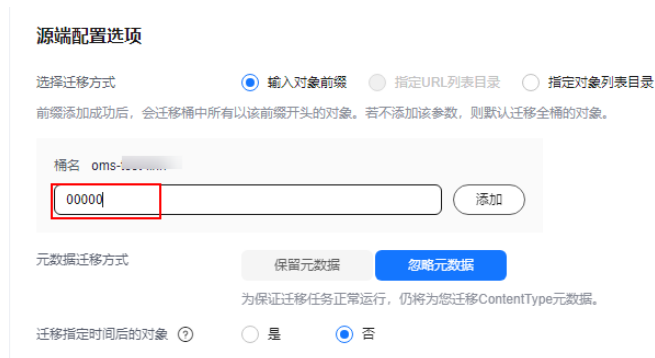 源端配置选项
选择迁移方式 输入对象前缀 指定URL列表目录 指定对象列表目录
前缀添加成功后，会迁移桶中所有以该前缀开头的对象。若不添加该参数，则默认迁移全桶的对象。
桶名 oms-
00000 添加
元数据迁移方式 保留元数据 忽略元数据
为保证迁移任务正常运行，仍将为您迁移ContentType元数据。
迁移指定时间后的对象 ? 是 否